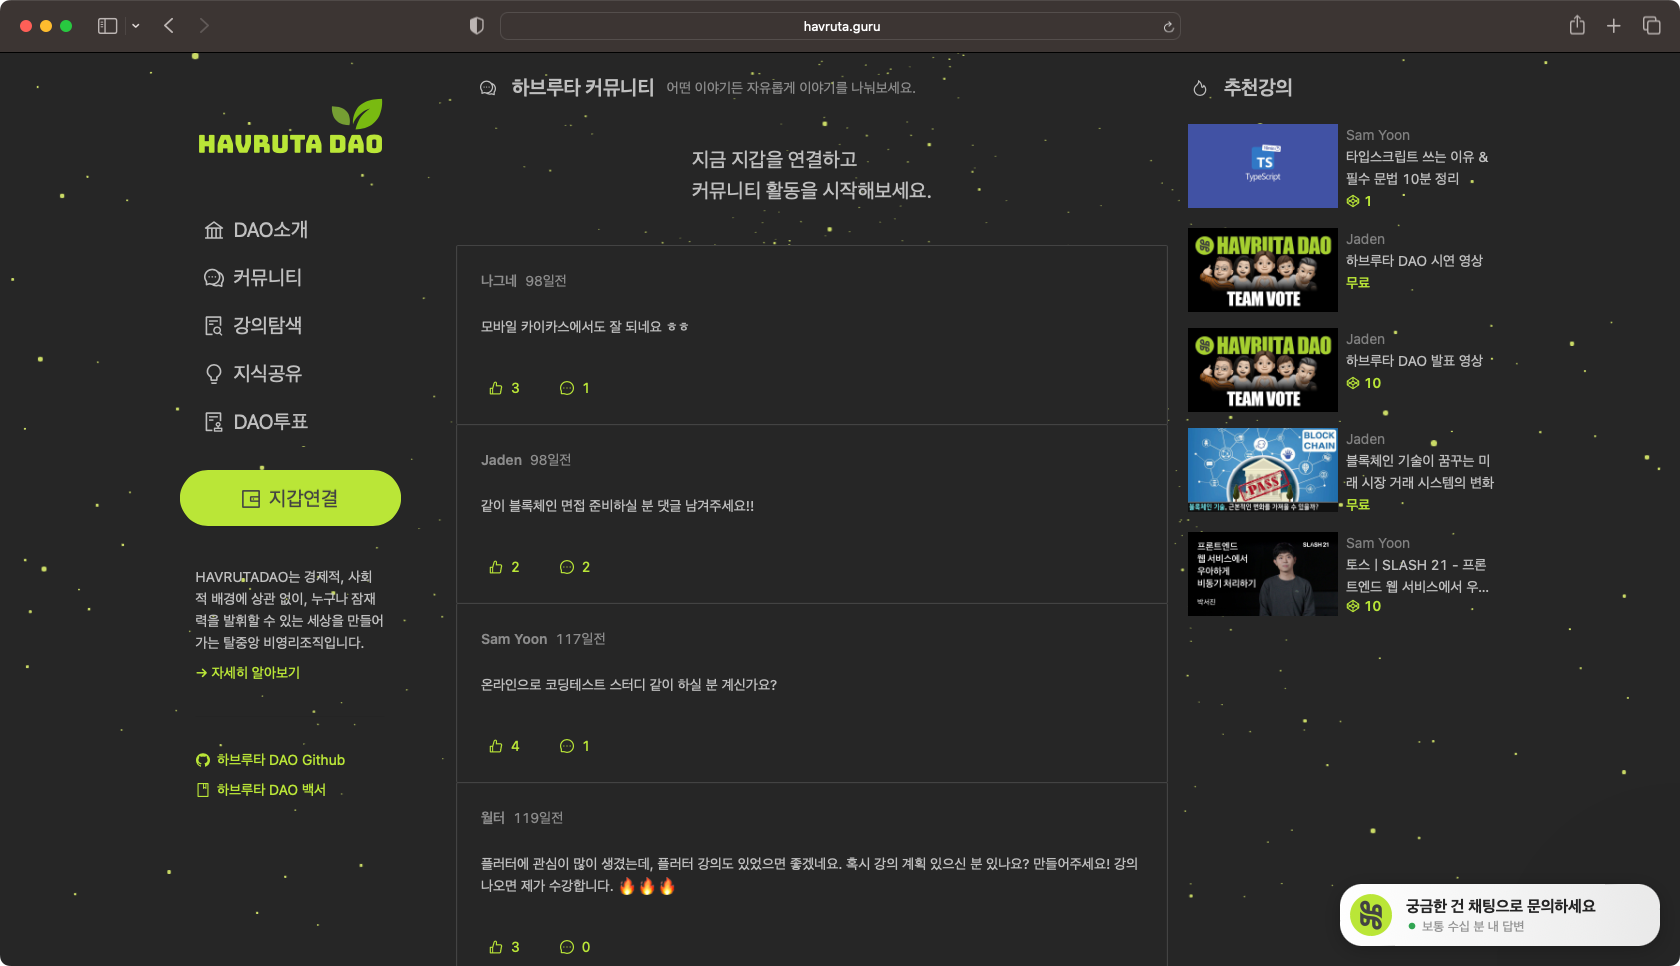 havruta.guru
HAVRUTA DAO
DAO소개
커뮤니티
강의탐색
지식공유
DAO투표
지갑연결
HAVRUTADAO는 경제적, 사회
적 배경에 상관 없이, 누구나 잠재
력을 발휘할 수 있는 세상을 만들어
가는 탈중앙 비영리조직입니다.
→ 자세히 알아보기
하브루타 DAO Github
하브루타 DAO 백서
하브루타 커뮤니티 어떤 이야기든 자유롭게 이야기를 나눠보세요.
지금 지갑을 연결하고
커뮤니티 활동을 시작해보세요.
나그네 98일전
모바일 카이카스에서도 잘 되네요 ㅎㅎ
3 1
Jaden 98일전
같이 블록체인 면접 준비하실 분 댓글 남겨주세요!!
2 2
Sam Yoon 117일전
온라인으로 코딩테스트 스터디 같이 하실 분 계신가요?
4 1
월터 119일전
플러터에 관심이 많이 생겼는데, 플러터 강의도 있었으면 좋겠네요. 혹시 강의 계획 있으신 분 있나요? 만들어주세요! 강의
나오면 제가 수강합니다. 🔥🔥🔥
3 0
추천강의
TS
TypeScript
Sam Yoon
타입스크립트 쓰는 이유 &
필수 문법 10분 정리
1
HAVRUTA DAO
TEAM VOTE
Jaden
하브루타 DAO 시연 영상
무료
HAVRUTA DAO
TEAM VOTE
Jaden
하브루타 DAO 발표 영상
10
BLOCK
CHAIN
PASS
블록체인 기술, 근본적인 변화를 가져올 수 있을까?
Jaden
블록체인 기술이 꿈꾸는 미
래 시장 거래 시스템의 변화
무료
프론트엔드
웹 서비스에서
우아하게
비동기 처리하기
박서진
SLASH 21
Sam Yoon
토스 | SLASH 21 - 프론
트엔드 웹 서비스에서 우...
10
궁금한 건 채팅으로 문의하세요
보통 수십 분 내 답변